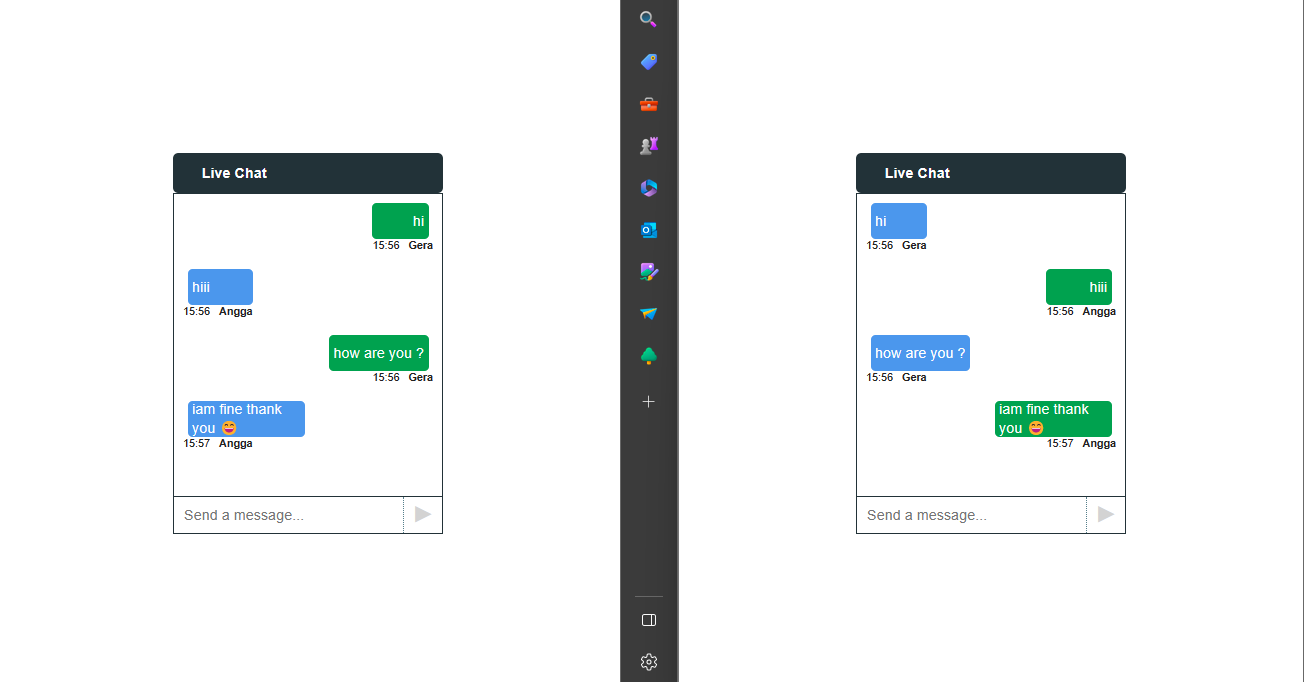 Live Chat
hi
15:56 Gera
hiii
15:56 Angga
how are you ?
15:56 Gera
iam fine thank
you 😄
15:57 Angga
Send a message...
Live Chat
hi
15:56 Gera
hiii
15:56 Angga
how are you ?
15:56 Gera
iam fine thank
you 😄
15:57 Angga
Send a message...